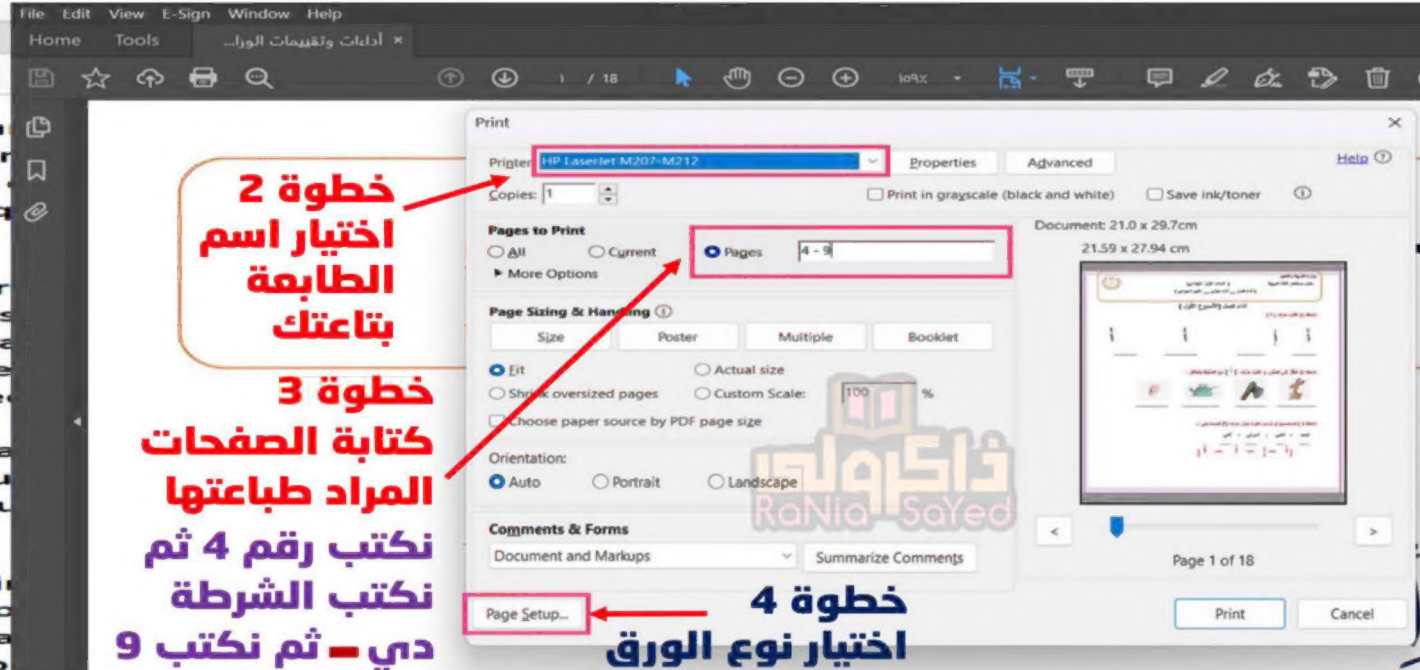 File Edit View E-Sign Window Help
Home Tools أداءات وتقييمات الوزا... ×
١ / 18 ١٠٩٪
Print
Printer: HP LaserJet M207-M212 Properties Advanced Help
Copies: 1 Print in grayscale (black and white) Save ink/toner
Pages to Print
All Current Pages 4 - 9
More Options
Page Sizing & Handling
Size Poster Multiple Booklet
Fit Actual size
Shrink oversized pages Custom Scale: 100 %
Choose paper source by PDF page size
Orientation:
Auto Portrait Landscape
Comments & Forms
Document and Markups Summarize Comments
Page Setup...
Document: 21.0 x 29.7cm
21.59 x 27.94 cm
Page 1 of 18
Print Cancel
خطوة 2
اختيار اسم
الطابعة
بتاعتك
خطوة 3
كتابة الصفحات
المراد طباعتها
نكتب رقم 4 ثم
نكتب الشرطة
دي - ثم نكتب 9
خطوة 4
اختيار نوع الورق
ذاكرولي
RaNia SaYed